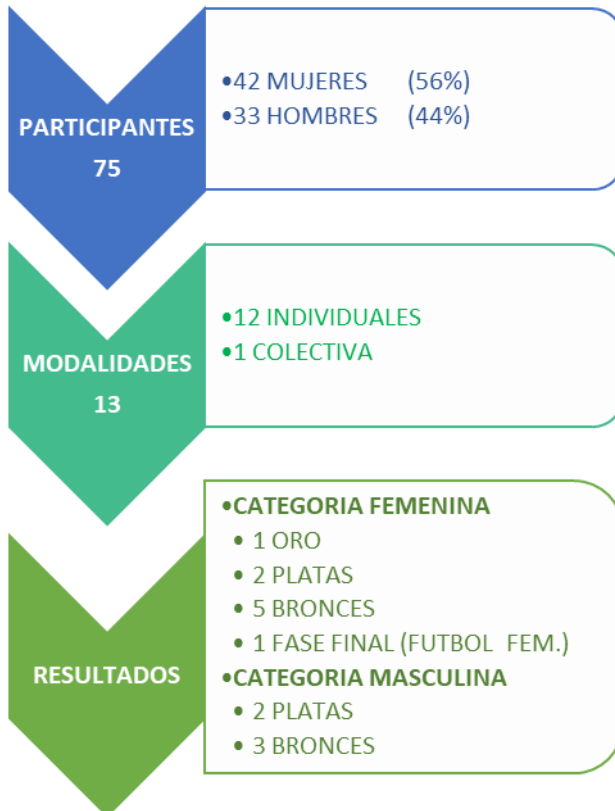 PARTICIPANTES
75
•42 MUJERES (56%)
•33 HOMBRES (44%)
MODALIDADES
13
•12 INDIVIDUALES
•1 COLECTIVA
RESULTADOS
•CATEGORIA FEMENINA
• 1 ORO
• 2 PLATAS
• 5 BRONCES
• 1 FASE FINAL (FUTBOL FEM.)
•CATEGORIA MASCULINA
• 2 PLATAS
• 3 BRONCES